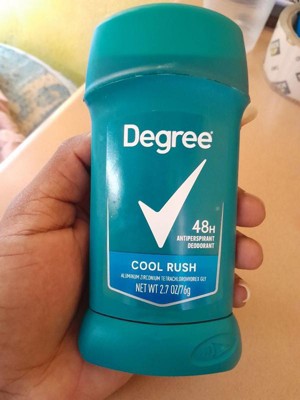 Degree®
48H
ANTIPERSPIRANT
DEODORANT
COOL RUSH
ALUMINUM ZIRCONIUM TETRACHLOROHYDREX GLY
NET WT 2.7 OZ/76g